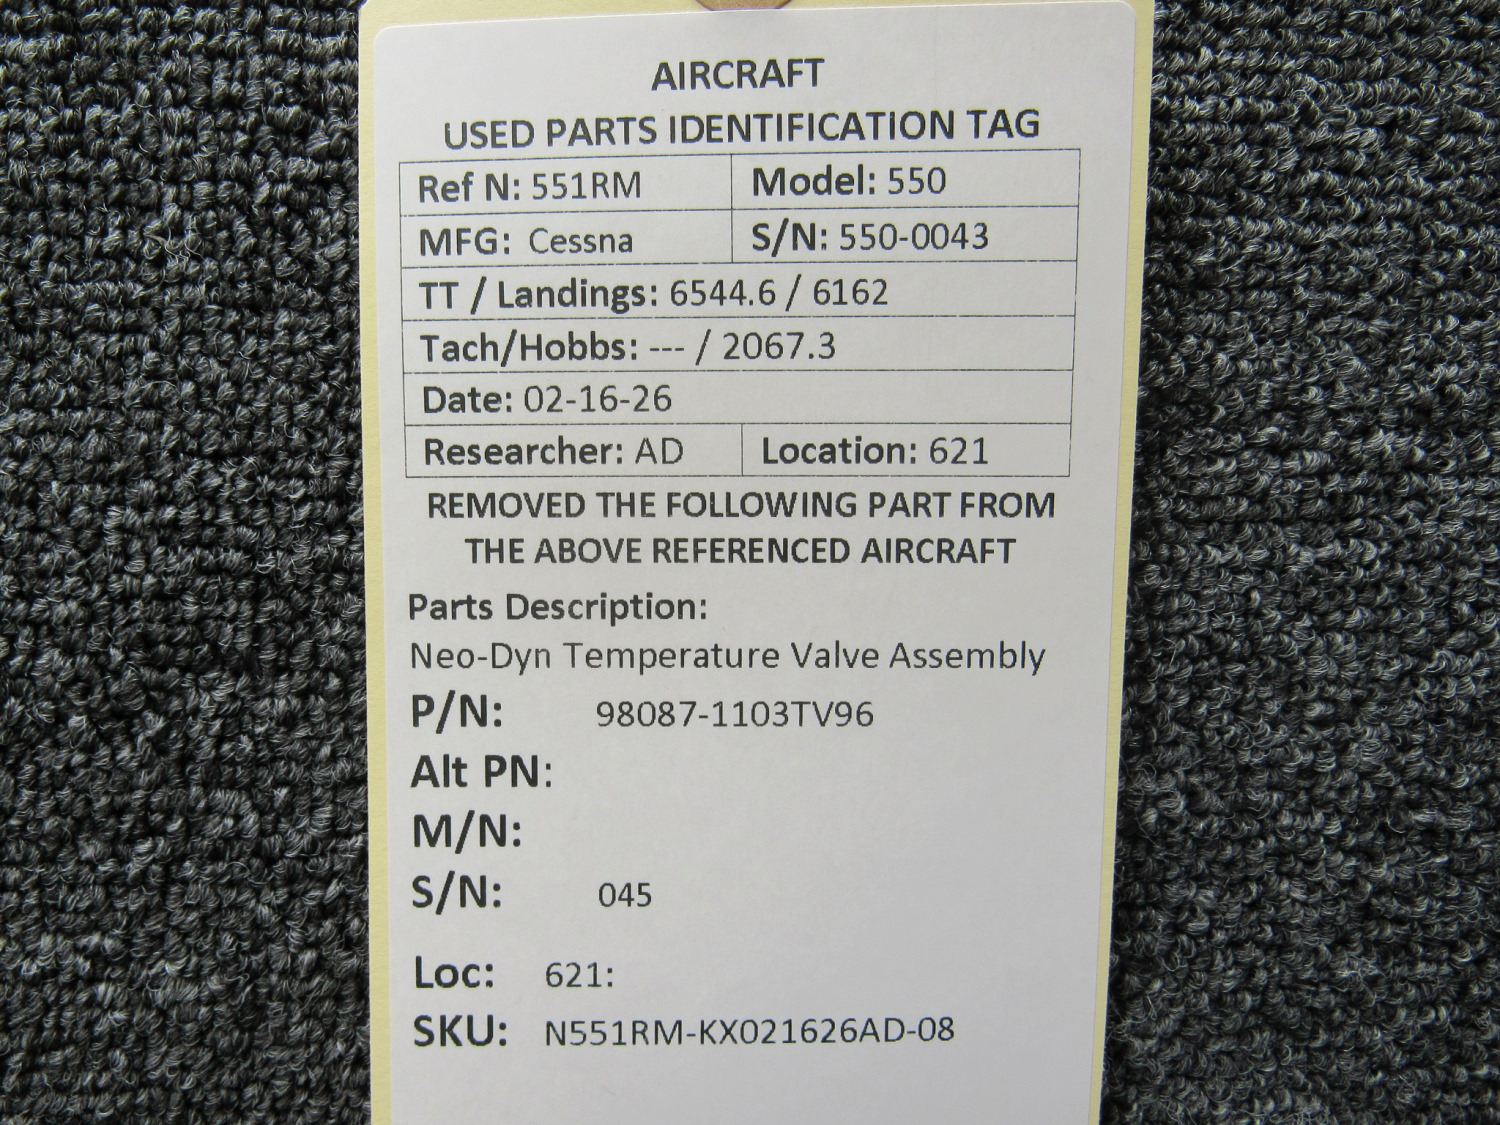 AIRCRAFT
USED PARTS IDENTIFICATION TAG
Ref N: 551RM Model: 550
MFG: Cessna S/N: 550-0043
TT / Landings: 6544.6 / 6162
Tach/Hobbs: --- / 2067.3
Date: 02-16-26
Researcher: AD Location: 621
REMOVED THE FOLLOWING PART FROM
THE ABOVE REFERENCED AIRCRAFT
Parts Description:
Neo-Dyn Temperature Valve Assembly
P/N: 98087-1103TV96
Alt PN:
M/N:
S/N: 045
Loc: 621:
SKU: N551RM-KX021626AD-08